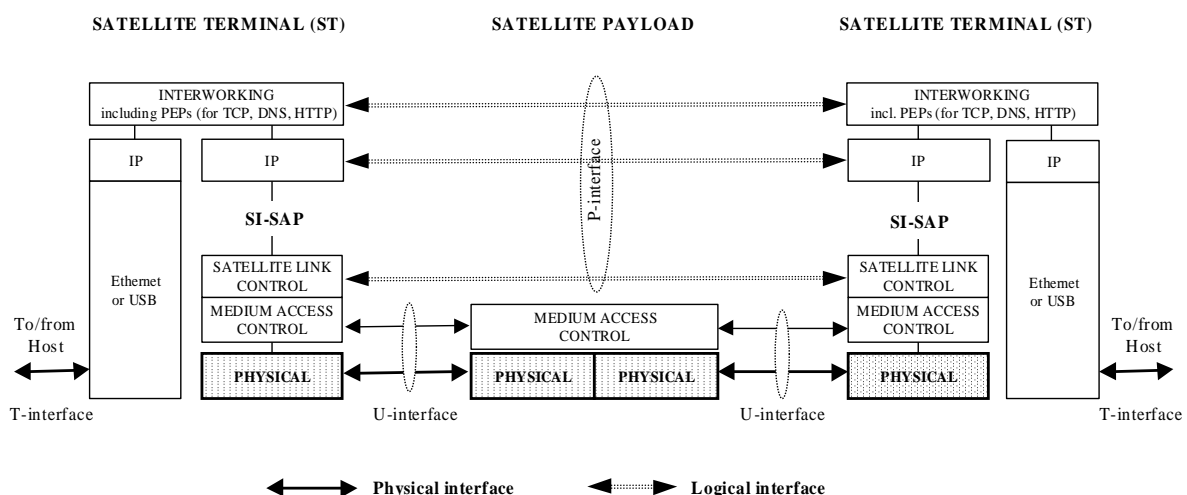 SATELLITE TERMINAL (ST)
SATELLITE PAYLOAD
SATELLITE TERMINAL (ST)
INTERWORKING
including PEPs (for TCP, DNS, HTTP)
INTERWORKING
incl. PEPs (for TCP, DNS, HTTP)
IP
IP
P-interface
IP
IP
SI-SAP
SI-SAP
Ethernet
or USB
SATELLITE LINK
CONTROL
SATELLITE LINK
CONTROL
Ethernet
or USB
MEDIUM ACCESS
CONTROL
MEDIUM ACCESS
CONTROL
MEDIUM ACCESS
CONTROL
To/from
Host
To/from
Host
PHYSICAL
PHYSICAL
PHYSICAL
PHYSICAL
T-interface
U-interface
U-interface
T-interface
Physical interface
Logical interface